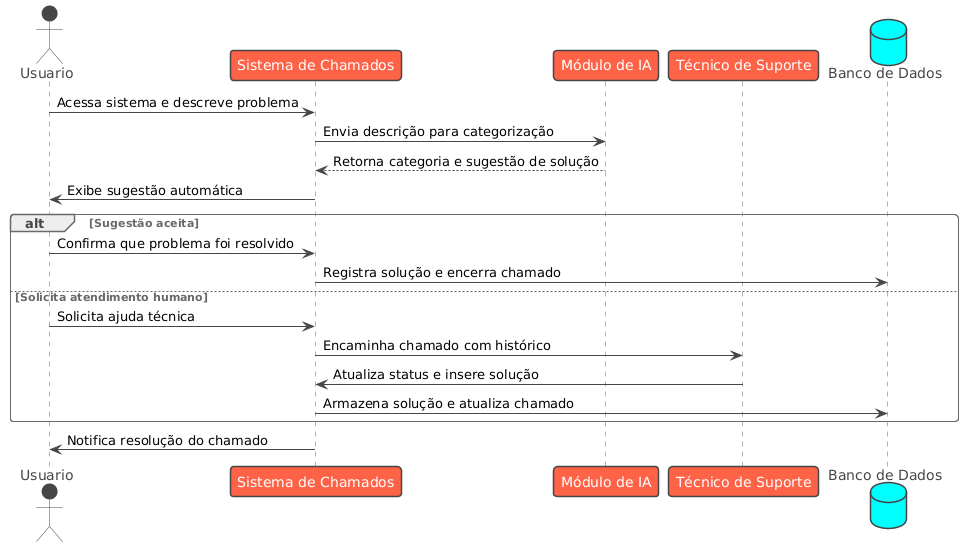 Usuario
Sistema de Chamados
Módulo de IA
Técnico de Suporte
Banco de Dados
Acessa sistema e descreve problema
Envia descrição para categorização
Retorna categoria e sugestão de solução
Exibe sugestão automática
alt
[Sugestão aceita]
Confirma que problema foi resolvido
Registra solução e encerra chamado
[Solicita atendimento humano]
Solicita ajuda técnica
Encaminha chamado com histórico
Atualiza status e insere solução
Armazena solução e atualiza chamado
Notifica resolução do chamado
Usuario
Sistema de Chamados
Módulo de IA
Técnico de Suporte
Banco de Dados